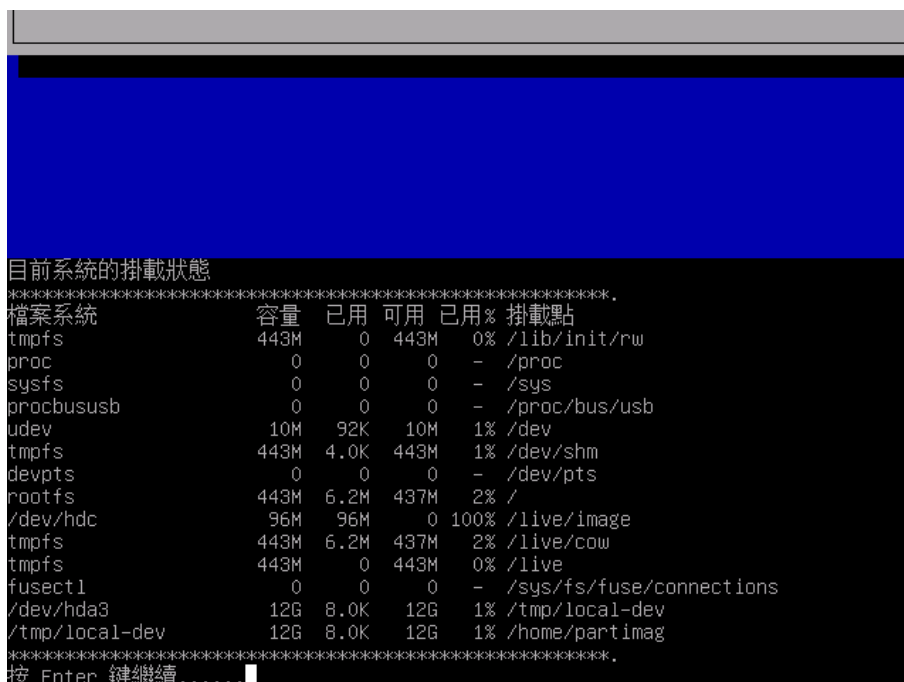 目前系統的掛載狀態
*************************************************************.
檔案系統 容量 已用 可用 已用% 掛載點
tmpfs 443M 0 443M 0% /lib/init/rw
proc 0 0 0 - /proc
sysfs 0 0 0 - /sys
procbususb 0 0 0 - /proc/bus/usb
udev 10M 92K 10M 1% /dev
tmpfs 443M 4.0K 443M 1% /dev/shm
devpts 0 0 0 - /dev/pts
rootfs 443M 6.2M 437M 2% /
/dev/hdc 96M 96M 0 100% /live/image
tmpfs 443M 6.2M 437M 2% /live/cow
tmpfs 443M 0 443M 0% /live
fusectl 0 0 0 - /sys/fs/fuse/connections
/dev/hda3 12G 8.0K 12G 1% /tmp/local-dev
/tmp/local-dev 12G 8.0K 12G 1% /home/partimag
*************************************************************.
按 Enter 鍵繼續......